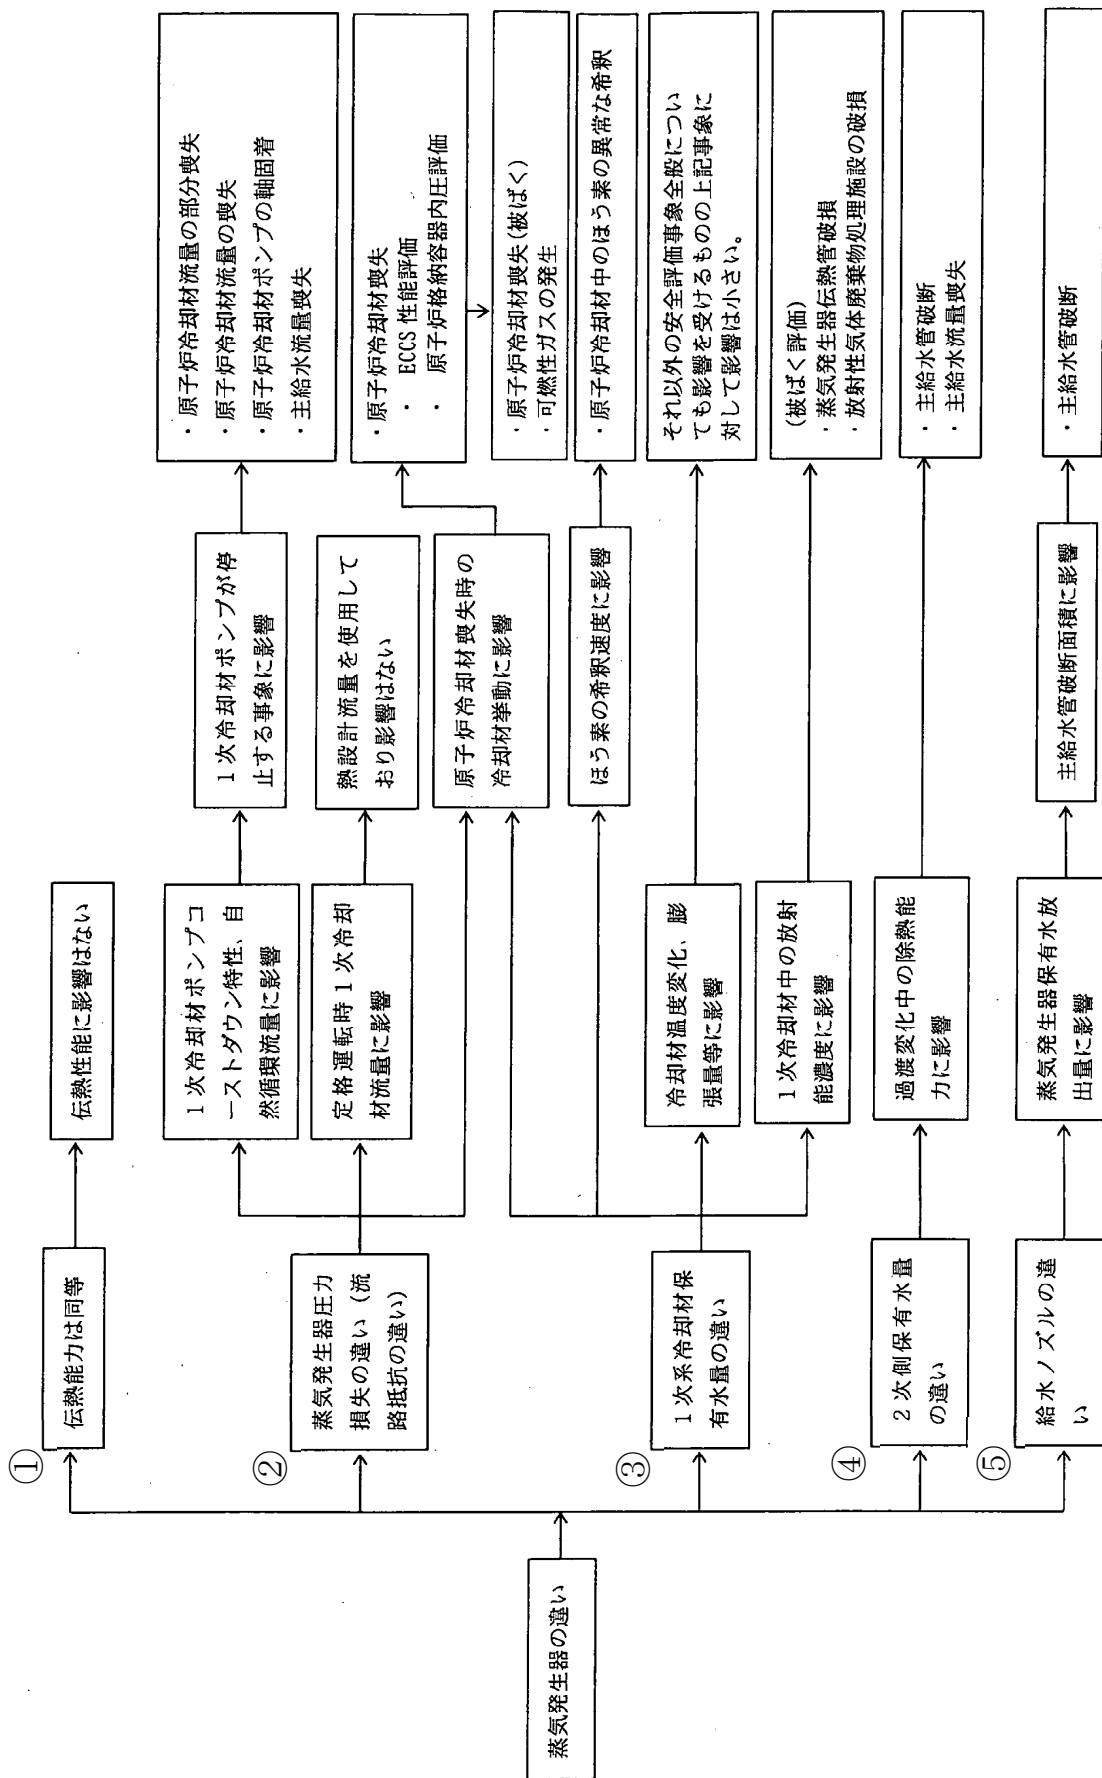 蒸気発生器の違い
①
伝熱能力は同等
伝熱性能に影響はない
②
蒸気発生器圧力
損失の違い（流
路抵抗の違い）
１次冷却材ポンプコ
ーストダウン特性、自
然循環流量に影響
１次冷却材ポンプが停
止する事象に影響
・原子炉冷却材流量の部分喪失
・原子炉冷却材流量の喪失
・原子炉冷却材ポンプの軸固着
・主給水流量喪失
定格運転時１次冷却
材流量に影響
熱設計流量を使用して
おり影響はない
原子炉冷却材喪失時の
冷却材挙動に影響
・原子炉冷却材喪失
・ ECCS 性能評価
・ 原子炉格納容器内圧評価
・原子炉冷却材喪失(被ばく)
・可燃性ガスの発生
③
１次系冷却材保
有水量の違い
ほう素の希釈速度に影響
・原子炉冷却材中のほう素の異常な希釈
冷却材温度変化、膨
張量等に影響
それ以外の安全評価事象全般につい
ても影響を受けるものの上記事象に
対して影響は小さい。
１次冷却材中の放射
能濃度に影響
(被ばく評価)
・蒸気発生器伝熱管破損
・放射性気体廃棄物処理施設の破損
④
２次側保有水量
の違い
過渡変化中の除熱能
力に影響
・主給水管破断
・主給水流量喪失
⑤
給水ノズルの違
い
蒸気発生器保有水放
出量に影響
主給水管破断面積に影響
・主給水管破断